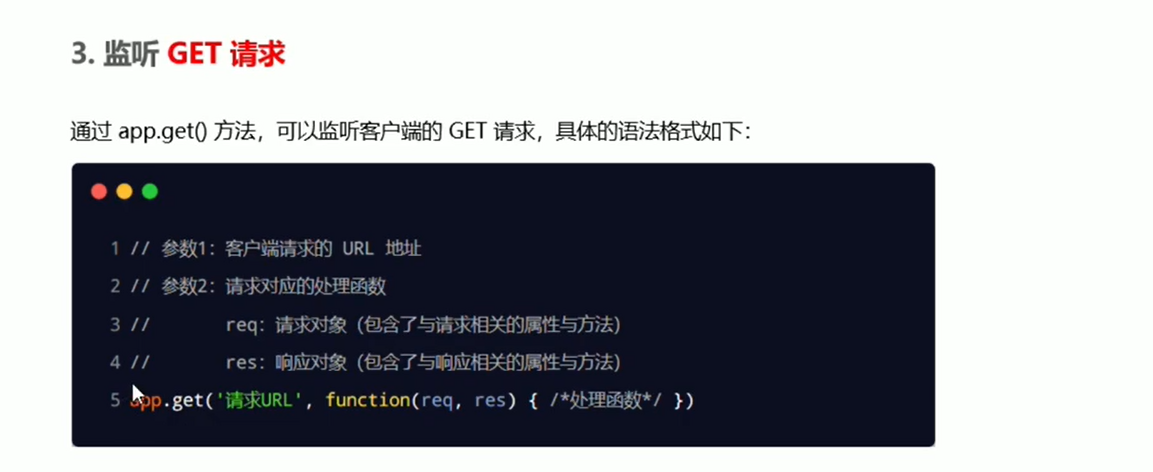 3. 监听 GET 请求
通过 app.get() 方法，可以监听客户端的 GET 请求，具体的语法格式如下：
1 // 参数1：客户端请求的 URL 地址
2 // 参数2：请求对应的处理函数
3 //       req：请求对象（包含了与请求相关的属性与方法）
4 //       res：响应对象（包含了与响应相关的属性与方法）
5 app.get('请求URL', function(req, res) { /*处理函数*/ })